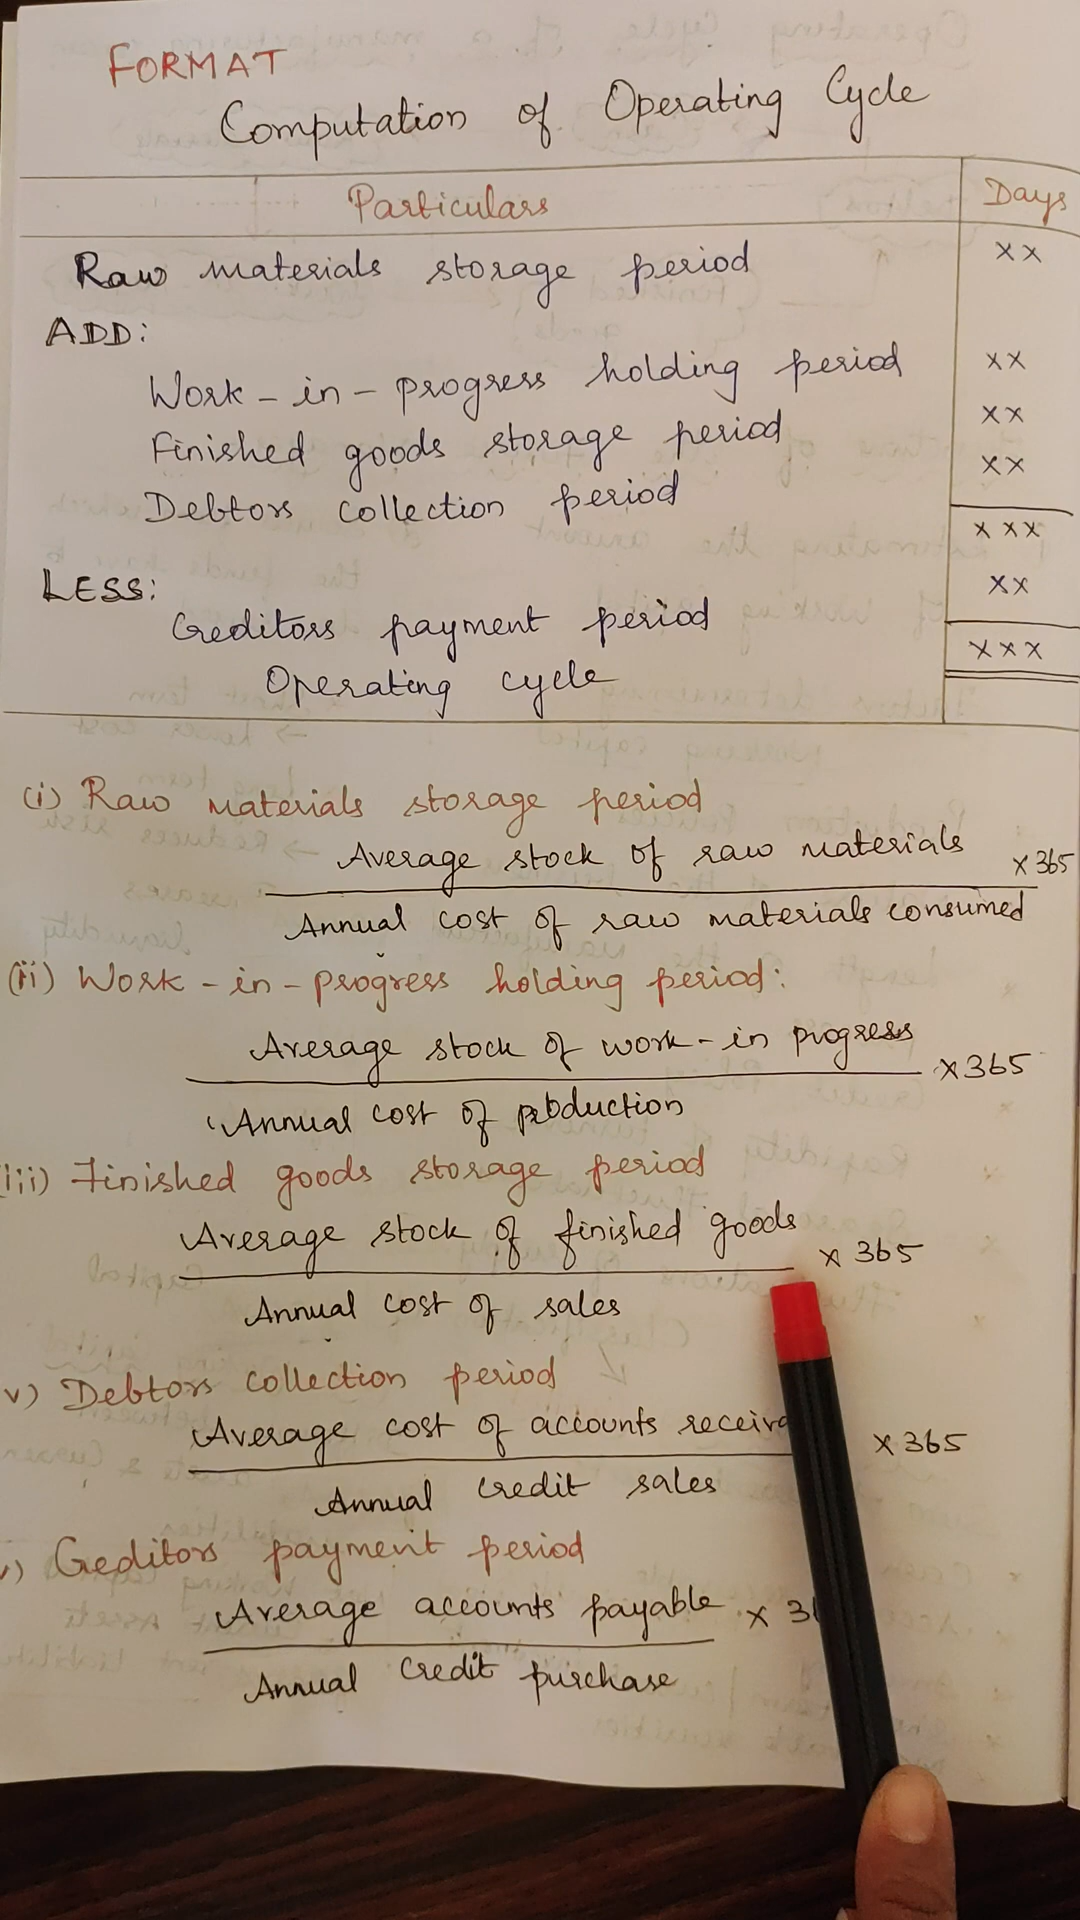 FORMAT
Computation of Operating Cycle
Particulars Days
Raw materials storage period xx
ADD:
Work-in-progress holding period xx
Finished goods storage period xx
Debtors collection period xx
xxx
LESS:
Creditors payment period xx
Operating cycle xxx
(i) Raw materials storage period
Average stock of raw materials x 365
Annual cost of raw materials consumed
(ii) Work-in-progress holding period:
Average stock of work-in progress x 365
Annual cost of production
iii) Finished goods storage period
Average stock of finished goods x 365
Annual cost of sales
v) Debtors collection period
Average cost of accounts x 365
Annual credit sales
) Creditors payment period
Average accounts payable x
Annual credit purchase